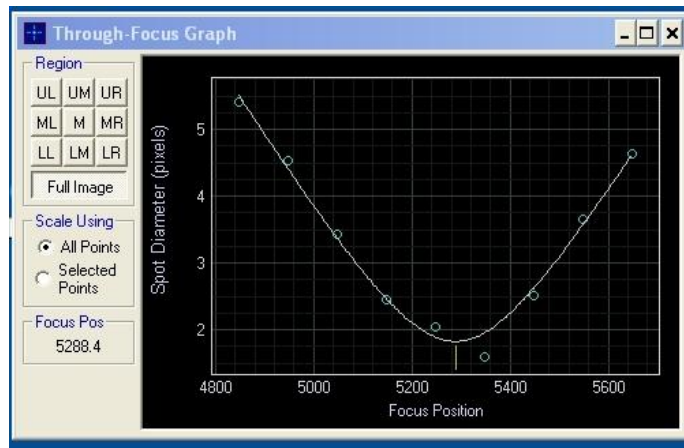 Through-Focus Graph
Region
UL UM UR
ML M MR
LL LM LR
Full Image
Scale Using
All Points
Selected
Points
Focus Pos
5288.4
Spot Diameter (pixels)
5
4
3
2
4800 5000 5200 5400 5600
Focus Position